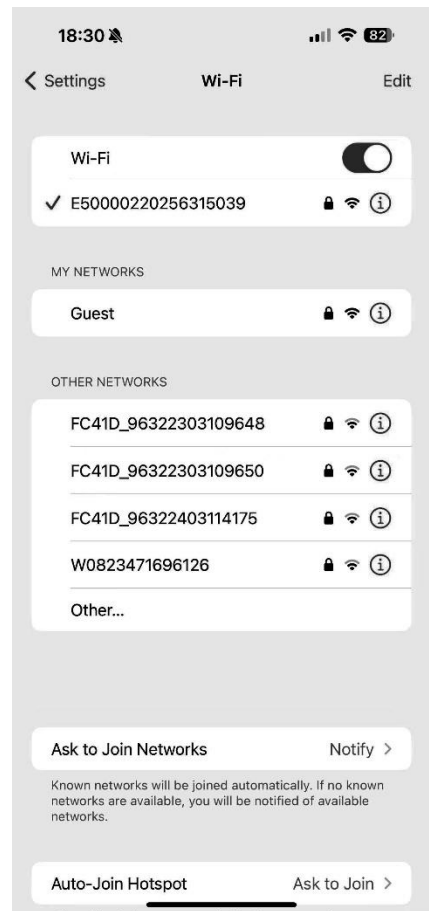 18:30
82
Settings Wi-Fi Edit
Wi-Fi
E50000220256315039
MY NETWORKS
Guest
OTHER NETWORKS
FC41D_96322303109648
FC41D_96322303109650
FC41D_96322403114175
W0823471696126
Other...
Ask to Join Networks Notify
Known networks will be joined automatically. If no known
networks are available, you will be notified of available
networks.
Auto-Join Hotspot Ask to Join